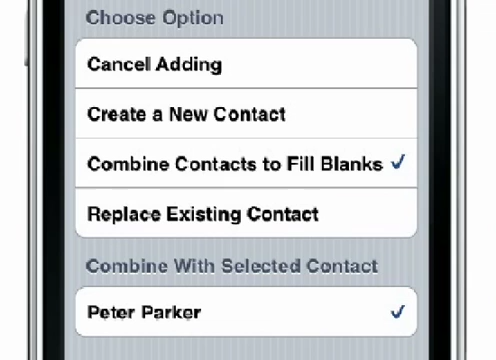 Choose Option
Cancel Adding
Create a New Contact
Combine Contacts to Fill Blanks
Replace Existing Contact
Combine With Selected Contact
Peter Parker